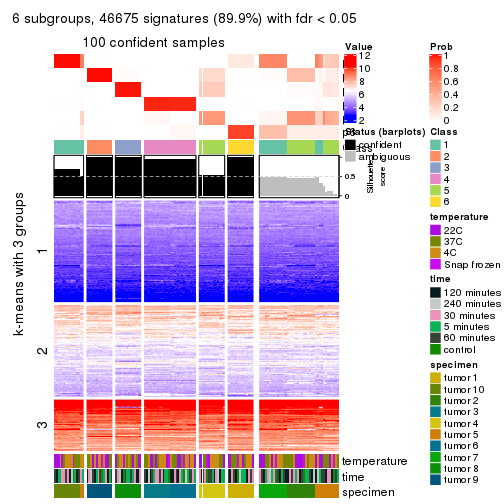 6 subgroups, 46675 signatures (89.9%) with fdr < 0.05
100 confident samples
k-means with 3 groups
1
2
3
Value
12
10
8
6
4
2
Status (barplots)
confident
ambiguous
0.5
0
Silhouette
score
Prob
1
0.8
0.6
0.4
0.2
0
Class
1
2
3
4
5
6
temperature
22C
37C
4C
Snap frozen
time
120 minutes
240 minutes
30 minutes
5 minutes
60 minutes
control
specimen
tumor 1
tumor 10
tumor 2
tumor 3
tumor 4
tumor 5
tumor 6
tumor 7
tumor 8
tumor 9
temperature
time
specimen